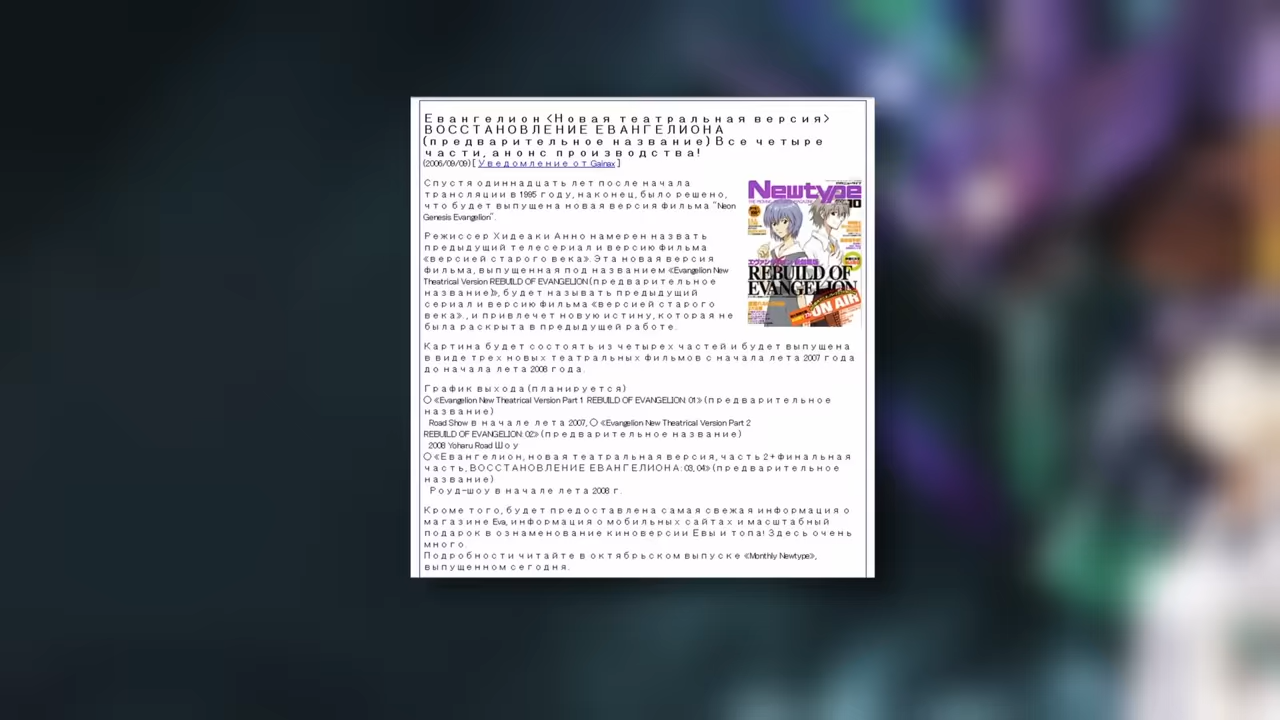 Евангелион <Новая театральная версия>
ВОССТАНОВЛЕНИЕ ЕВАНГЕЛИОНА
(предварительное название) Все четыре
части, анонс производства!
(2006/09/09) [ Уведомление от Gainax ]
Спустя одиннадцать лет после начала
трансляции в 1995 году, наконец, было решено,
что будет выпущена новая версия фильма "Neon
Genesis Evangelion".
Режиссер Хидеаки Анно намерен назвать
предыдущий телесериал и версию фильма
«версией старого века». Эта новая версия
фильма, выпущенная под названием «Evangelion New
Theatrical Version REBUILD OF EVANGELION (предварительное
название)», будет называть предыдущий
сериал и версию фильма «версией старого
века»., и привлечет новую истину, которая не
была раскрыта в предыдущей работе.
Newtype
10
REBUILD OF
EVANGELION
ON AIR
Картина будет состоять из четырех частей и будет выпущена
в виде трех новых театральных фильмов с начала лета 2007 года
до начала лета 2008 года.
График выхода (планируется)
○ «Evangelion New Theatrical Version Part 1 REBUILD OF EVANGELION: 01» (предварительное
название)
Road Show в начале лета 2007, ○ «Evangelion New Theatrical Version Part 2
REBUILD OF EVANGELION: 02» (предварительное название)
2008 Yoharu Road Шоу
○ «Евангелион, новая театральная версия, часть 2 + финальная
часть, ВОССТАНОВЛЕНИЕ ЕВАНГЕЛИОНА: 03, 04» (предварительное
название)
Роуд-шоу в начале лета 2008 г.
Кроме того, будет предоставлена самая свежая информация о
магазине Eva, информация о мобильных сайтах и масштабный
подарок в ознаменование киноверсии Евы и топа! Здесь очень
много.
Подробности читайте в октябрьском выпуске «Monthly Newtype»,
выпущенном сегодня.